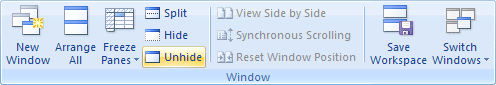 New
Window
Arrange
All
Freeze
Panes
Split
Hide
Unhide
View Side by Side
Synchronous Scrolling
Reset Window Position
Save
Workspace
Switch
Windows
Window